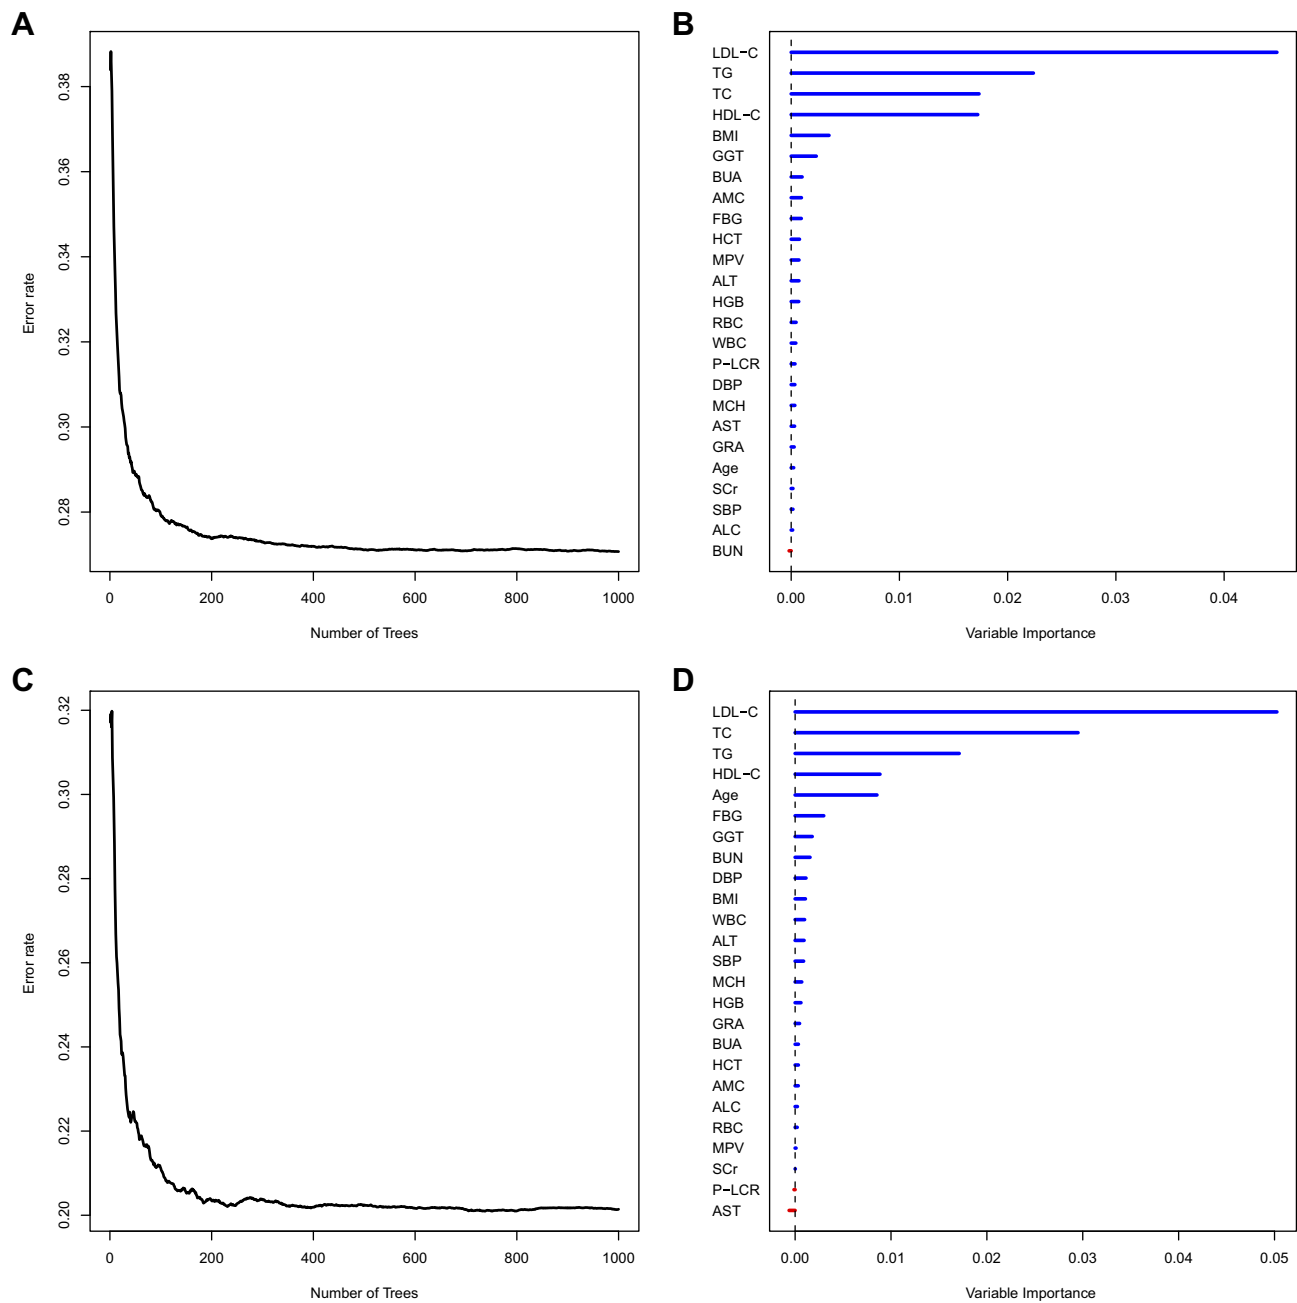 A
Error rate
0.38
0.36
0.34
0.32
0.30
0.28
0 200 400 600 800 1000
Number of Trees
B
LDL−C
TG
TC
HDL−C
BMI
GGT
BUA
AMC
FBG
HCT
MPV
ALT
HGB
RBC
WBC
P−LCR
DBP
MCH
AST
GRA
Age
SCr
SBP
ALC
BUN
0.00 0.01 0.02 0.03 0.04
Variable Importance
C
Error rate
0.32
0.30
0.28
0.26
0.24
0.22
0.20
0 200 400 600 800 1000
Number of Trees
D
LDL−C
TC
TG
HDL−C
Age
FBG
GGT
BUN
DBP
BMI
WBC
ALT
SBP
MCH
HGB
GRA
BUA
HCT
AMC
ALC
RBC
MPV
SCr
P−LCR
AST
0.00 0.01 0.02 0.03 0.04 0.05
Variable Importance